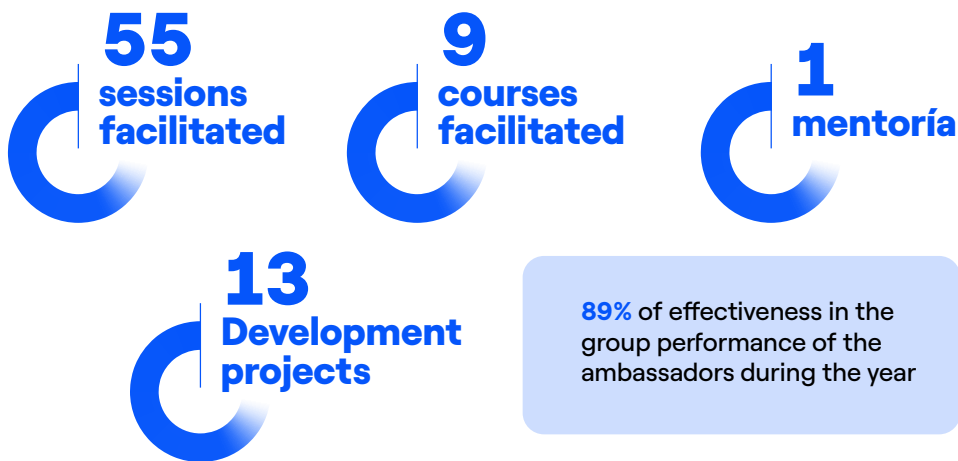 55
sessions
facilitated
9
courses
facilitated
1
mentoría
13
Development
projects
89% of effectiveness in the
group performance of the
ambassadors during the year